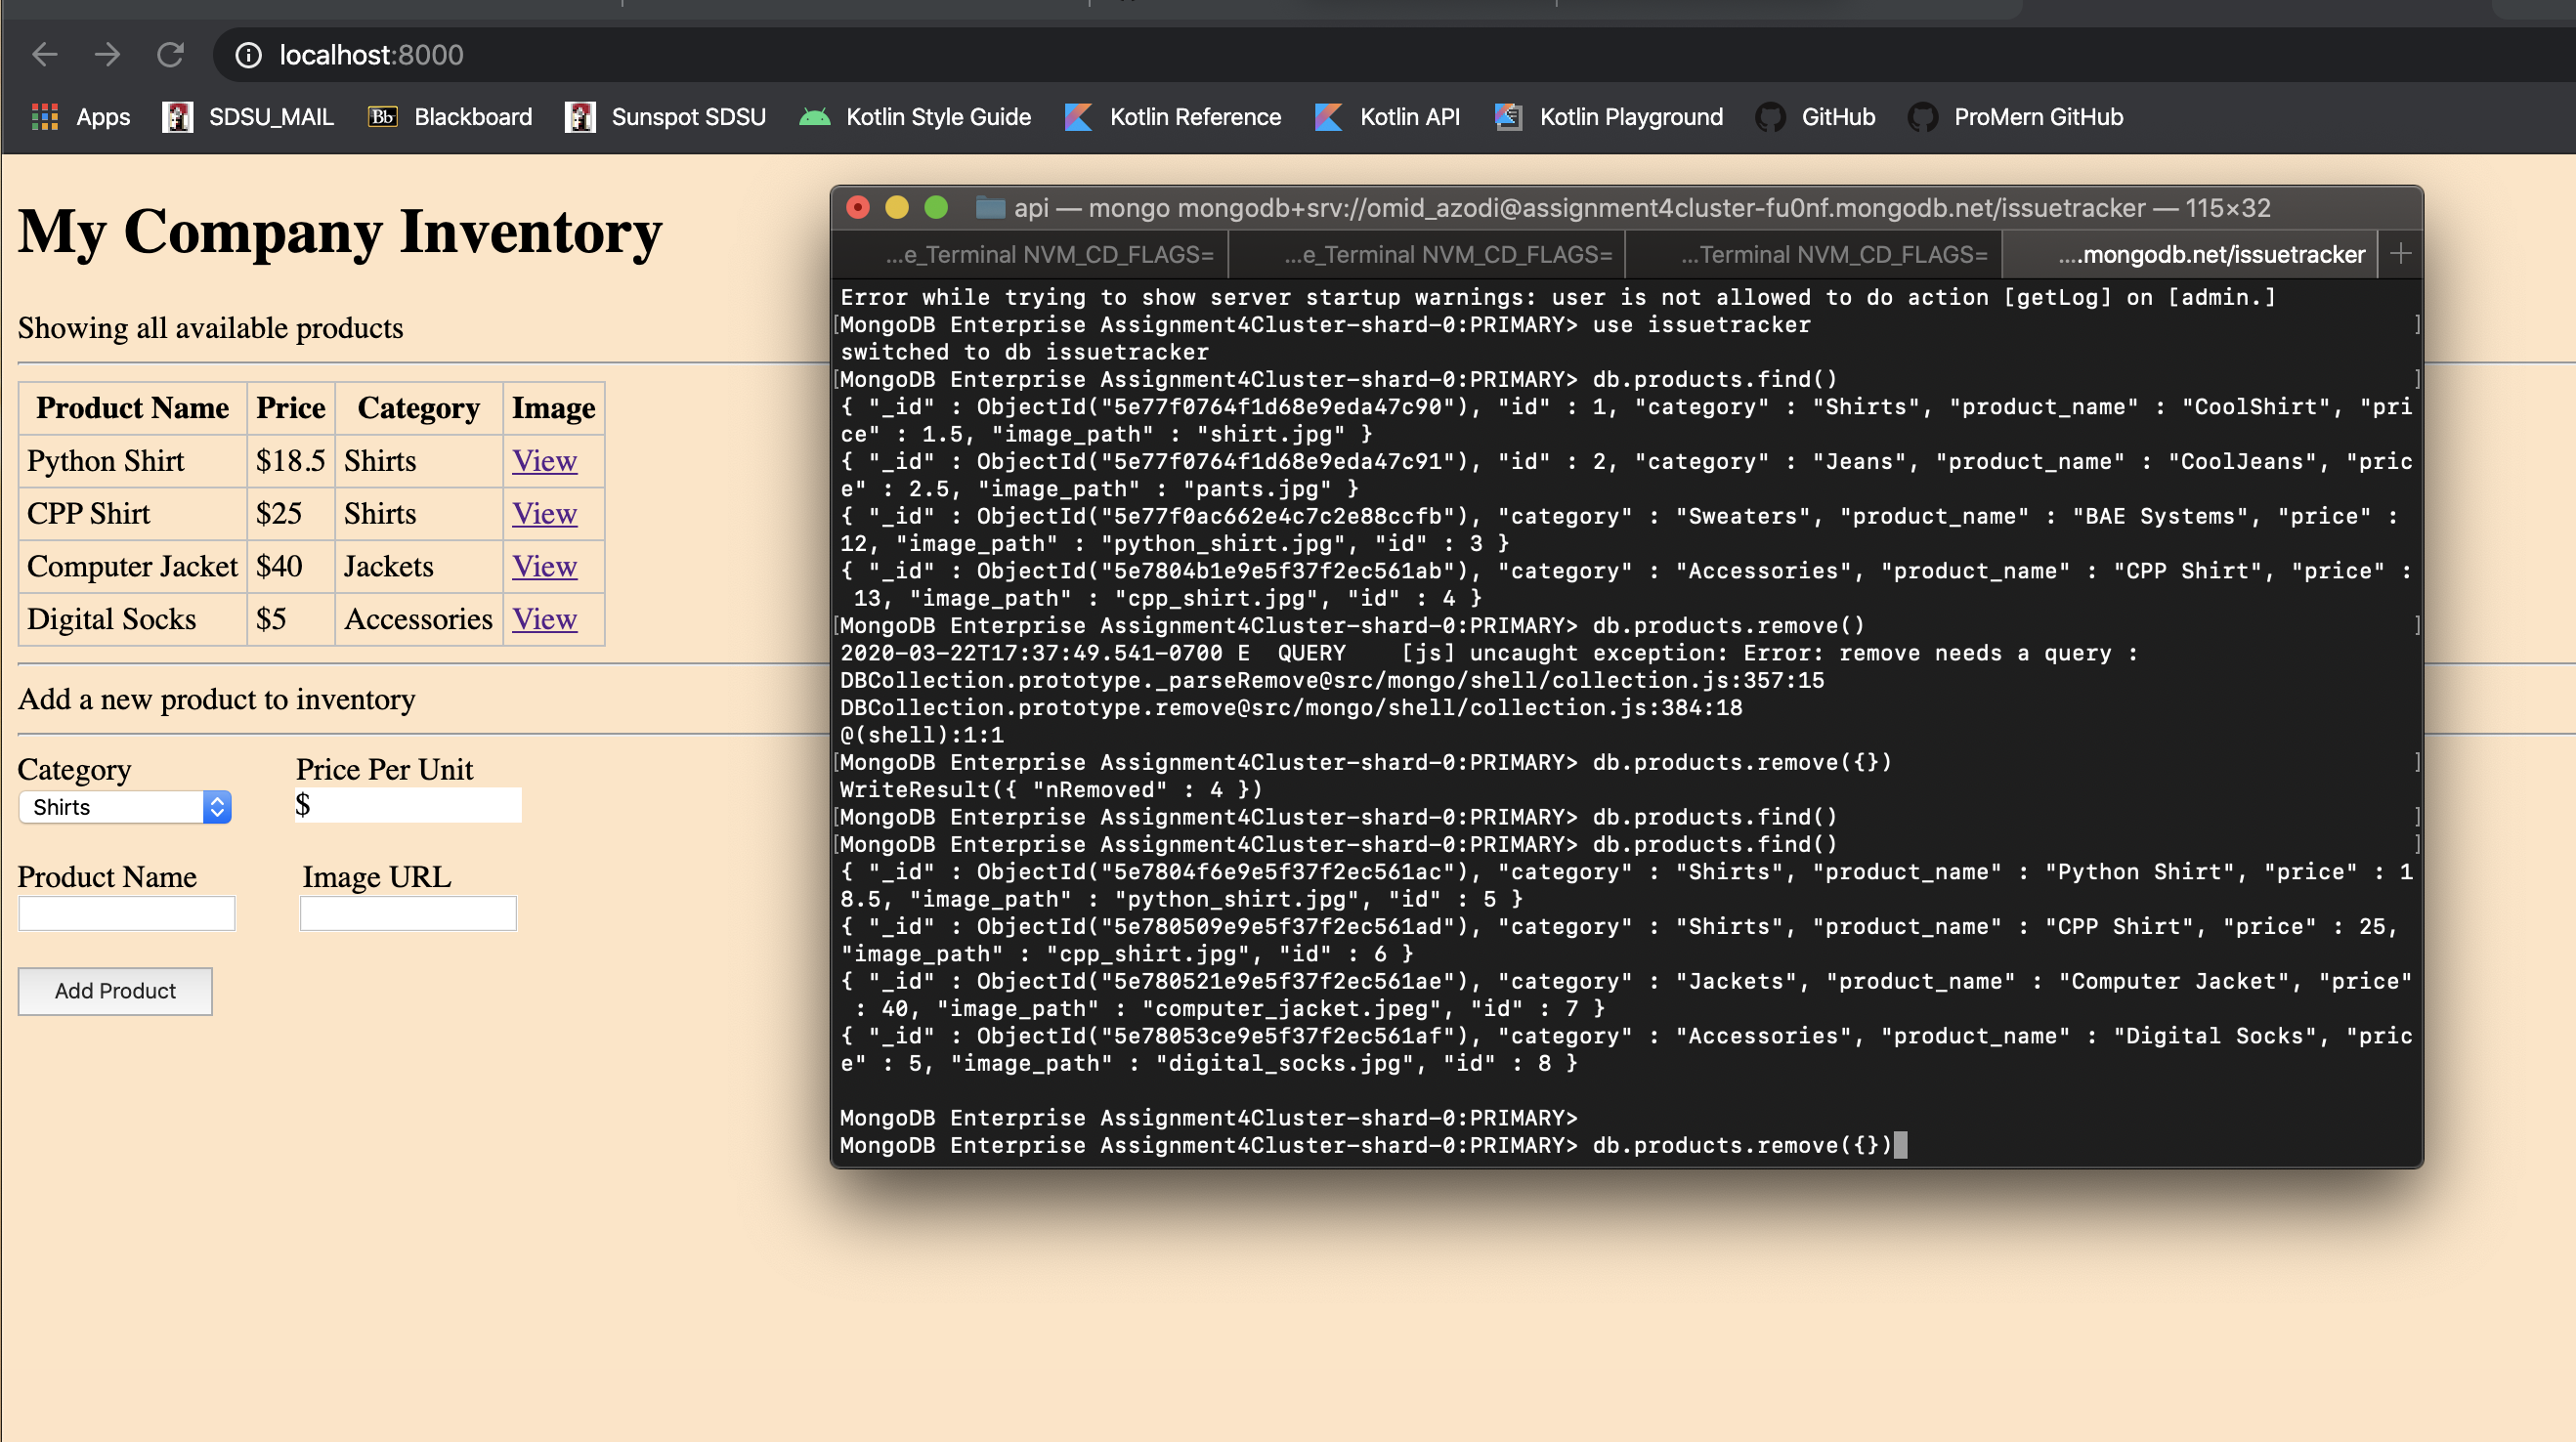 localhost:8000
Apps SDSU_MAIL Bb Blackboard Sunspot SDSU Kotlin Style Guide Kotlin Reference Kotlin API Kotlin Playground GitHub ProMern GitHub
My Company Inventory
Showing all available products
Product Name Price Category Image
Python Shirt $18.5 Shirts View
CPP Shirt $25 Shirts View
Computer Jacket $40 Jackets View
Digital Socks $5 Accessories View
Add a new product to inventory
Category Price Per Unit
Shirts $
Product Name Image URL
Add Product
api — mongo mongodb+srv://omid_azodi@assignment4cluster-fu0nf.mongodb.net/issuetracker — 115×32
...e_Terminal NVM_CD_FLAGS= ...e_Terminal NVM_CD_FLAGS= ...Terminal NVM_CD_FLAGS= ....mongodb.net/issuetracker +
Error while trying to show server startup warnings: user is not allowed to do action [getLog] on [admin.]
[MongoDB Enterprise Assignment4Cluster-shard-0:PRIMARY> use issuetracker ]
switched to db issuetracker
[MongoDB Enterprise Assignment4Cluster-shard-0:PRIMARY> db.products.find() ]
{ "_id" : ObjectId("5e77f0764f1d68e9eda47c90"), "id" : 1, "category" : "Shirts", "product_name" : "CoolShirt", "pri
ce" : 1.5, "image_path" : "shirt.jpg" }
{ "_id" : ObjectId("5e77f0764f1d68e9eda47c91"), "id" : 2, "category" : "Jeans", "product_name" : "CoolJeans", "pric
e" : 2.5, "image_path" : "pants.jpg" }
{ "_id" : ObjectId("5e77f0ac662e4c7c2e88ccfb"), "category" : "Sweaters", "product_name" : "BAE Systems", "price" :
12, "image_path" : "python_shirt.jpg", "id" : 3 }
{ "_id" : ObjectId("5e7804b1e9e5f37f2ec561ab"), "category" : "Accessories", "product_name" : "CPP Shirt", "price" :
 13, "image_path" : "cpp_shirt.jpg", "id" : 4 }
[MongoDB Enterprise Assignment4Cluster-shard-0:PRIMARY> db.products.remove() ]
2020-03-22T17:37:49.541-0700 E  QUERY    [js] uncaught exception: Error: remove needs a query :
DBCollection.prototype._parseRemove@src/mongo/shell/collection.js:357:15
DBCollection.prototype.remove@src/mongo/shell/collection.js:384:18
@(shell):1:1
[MongoDB Enterprise Assignment4Cluster-shard-0:PRIMARY> db.products.remove({}) ]
WriteResult({ "nRemoved" : 4 })
[MongoDB Enterprise Assignment4Cluster-shard-0:PRIMARY> db.products.find() ]
[MongoDB Enterprise Assignment4Cluster-shard-0:PRIMARY> db.products.find() ]
{ "_id" : ObjectId("5e7804f6e9e5f37f2ec561ac"), "category" : "Shirts", "product_name" : "Python Shirt", "price" : 1
8.5, "image_path" : "python_shirt.jpg", "id" : 5 }
{ "_id" : ObjectId("5e780509e9e5f37f2ec561ad"), "category" : "Shirts", "product_name" : "CPP Shirt", "price" : 25,
"image_path" : "cpp_shirt.jpg", "id" : 6 }
{ "_id" : ObjectId("5e780521e9e5f37f2ec561ae"), "category" : "Jackets", "product_name" : "Computer Jacket", "price"
 : 40, "image_path" : "computer_jacket.jpeg", "id" : 7 }
{ "_id" : ObjectId("5e78053ce9e5f37f2ec561af"), "category" : "Accessories", "product_name" : "Digital Socks", "pric
e" : 5, "image_path" : "digital_socks.jpg", "id" : 8 }
MongoDB Enterprise Assignment4Cluster-shard-0:PRIMARY>
MongoDB Enterprise Assignment4Cluster-shard-0:PRIMARY> db.products.remove({})